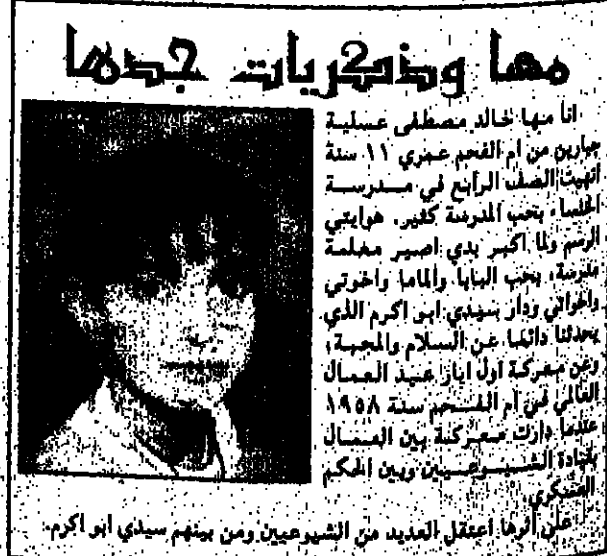 مها وذكريات جدها
انا مها خالد مصطفى عسلية
جبارين من ام الفحم عمري ١١ سنة
انهيت الصف الرابع في مدرسة
الخنساء، بحب المدرسة كثير. هوايتي
الرسم ولما اكبر بدي اصير معلمة
مدرسة، بحب البابا والماما واخوتي
واخواتي ودار سيدي ابو اكرم الذي
يحدثنا دائما عن السلام والمحبة،
وعن معركة اول ايار عيد العمال
العالمي في ام الفحم سنة ١٩٥٨
عندما دارت معركة بين العمال
بقيادة الشيوعيين وبين الحكم
العسكري
على أثرها اعتقل العديد من الشيوعيين ومن بينهم سيدي ابو اكرم.